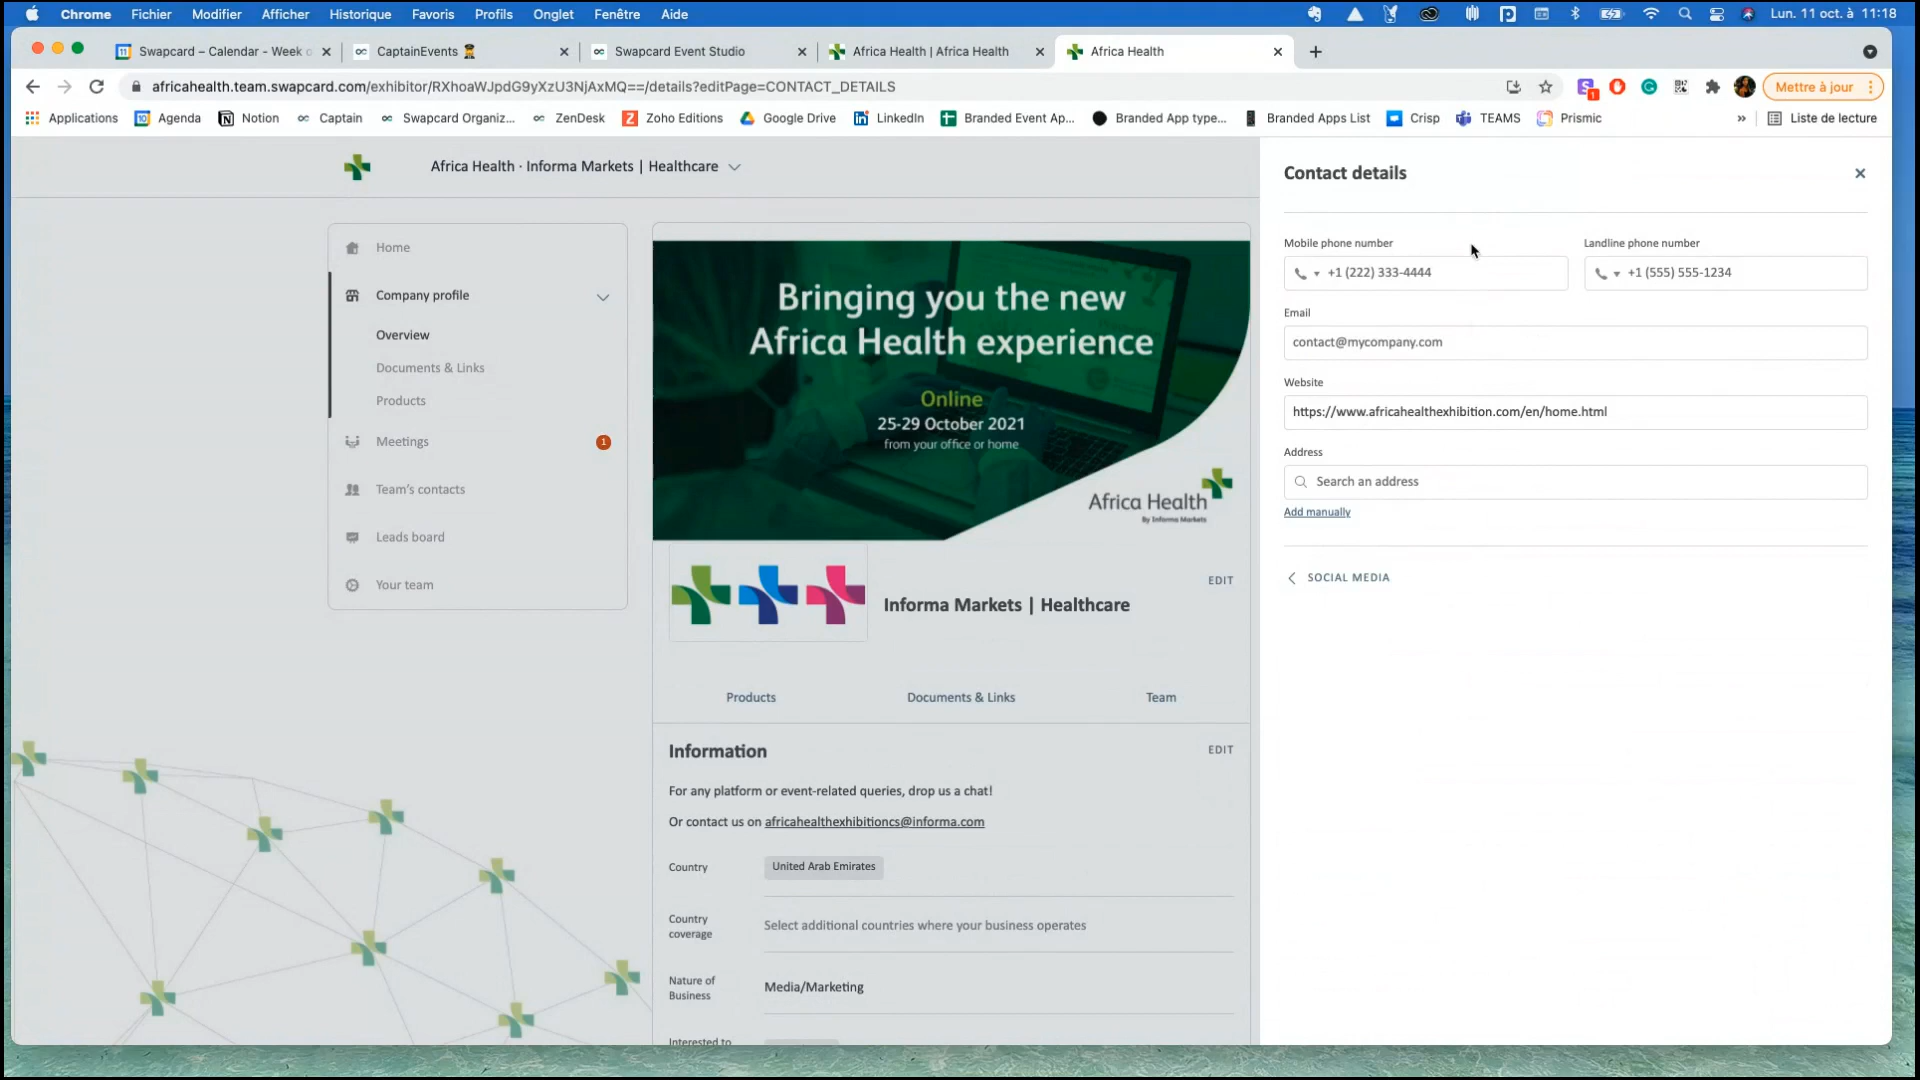 Chrome Fichier Modifier Afficher Historique Favoris Profils Onglet Fenêtre Aide Lun. 11 oct. à 11:18
Swapcard – Calendar - Week o CaptainEvents Swapcard Event Studio Africa Health | Africa Health Africa Health
africahealth.team.swapcard.com/exhibitor/RXhoaWJpdG9yXzU3NjAxMQ==/details?editPage=CONTACT_DETAILS Mettre à jour
Applications Agenda Notion Captain Swapcard Organiz... ZenDesk Zoho Editions Google Drive LinkedIn Branded Event Ap... Branded App type... Branded Apps List Crisp TEAMS Prismic » Liste de lecture
Africa Health · Informa Markets | Healthcare
Home
Company profile
Overview
Documents & Links
Products
Meetings 1
Team's contacts
Leads board
Your team
Bringing you the new
Africa Health experience
Online
25-29 October 2021
from your office or home
Africa Health
By Informa Markets
EDIT
Informa Markets | Healthcare
Products Documents & Links Team
Information EDIT
For any platform or event-related queries, drop us a chat!
Or contact us on africahealthexhibitioncs@informa.com
Country United Arab Emirates
Country
coverage
Select additional countries where your business operates
Nature of
Business
Media/Marketing
Interested to
Contact details
Mobile phone number Landline phone number
+1 (222) 333-4444 +1 (555) 555-1234
Email
contact@mycompany.com
Website
https://www.africahealthexhibition.com/en/home.html
Address
Search an address
Add manually
SOCIAL MEDIA